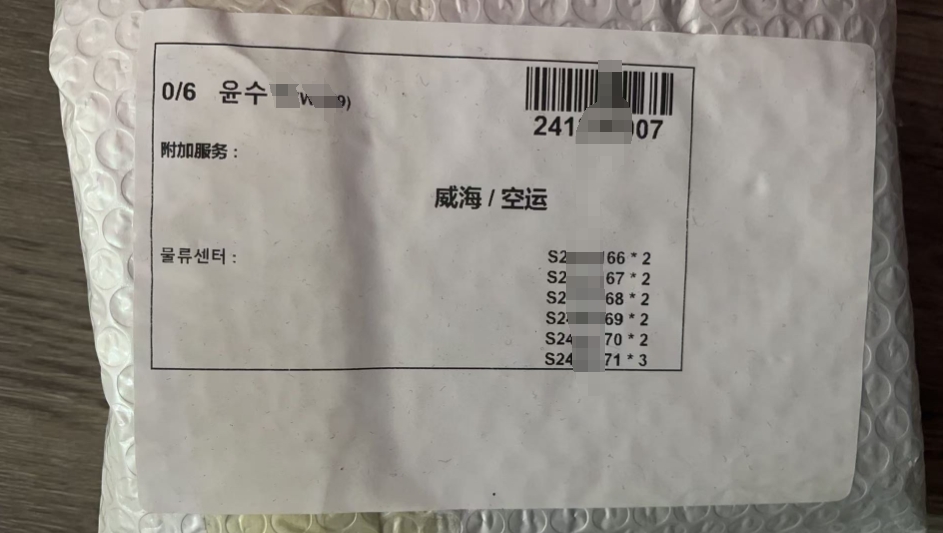 0/6 윤수
附加服务：
威海 / 空运
물류센터 :
66 * 2
67 * 2
68 * 2
69 * 2
70 * 2
71 * 3